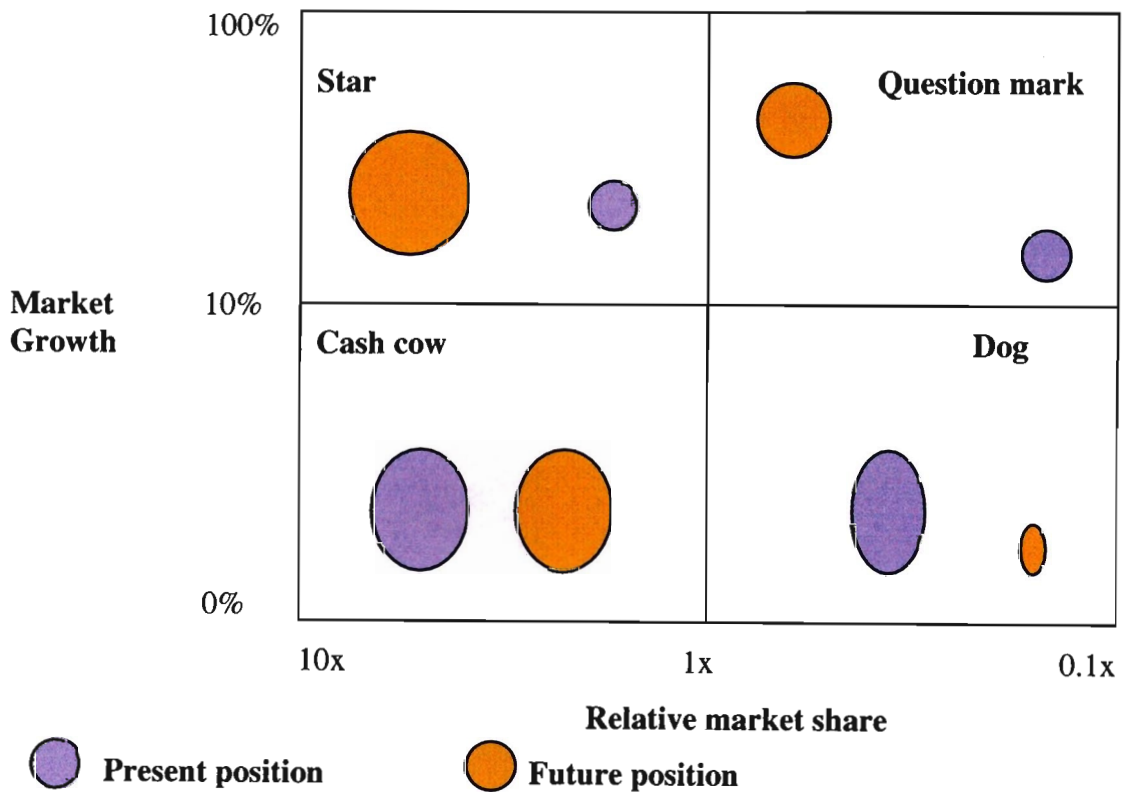 100%
Star
Question mark
Market
Growth
10%
Cash cow
Dog
0%
10x
1x
0.1x
Relative market share
Present position
Future position